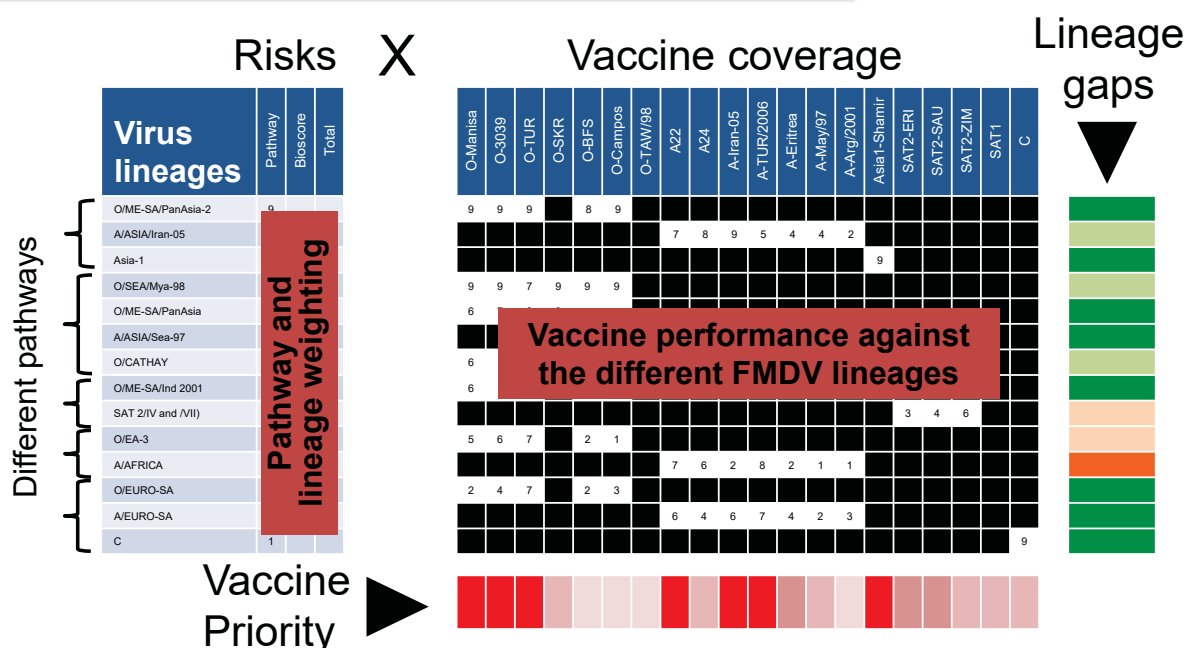 Risks X Vaccine coverage Lineage
gaps
Virus
lineages
Pathway
Bioscore
Total
O-Manisa
O-3039
O-TUR
O-SKR
O-BFS
O-Campos
O-TAW/98
A22
A24
A-Iran-05
A-TUR/2006
A-Eritrea
A-May/97
A-Arg/2001
Asia1-Shamir
SAT2-ERI
SAT2-SAU
SAT2-ZIM
SAT1
C
Different pathways
O/ME-SA/PanAsia-2 9 9 9 9 8 9
A/ASIA/Iran-05 7 8 9 5 4 4 2
Asia-1 9
O/SEA/Mya-98 9 9 7 9 9 9
O/ME-SA/PanAsia 6
A/ASIA/Sea-97
O/CATHAY 6
O/ME-SA/Ind 2001 6
SAT 2/IV and /VII) 3 4 6
O/EA-3 5 6 7 2 1
A/AFRICA 7 6 2 8 2 1 1
O/EURO-SA 2 4 7 2 3
A/EURO-SA 6 4 6 7 4 2 3
C 1 9
Pathway and
lineage weighting
Vaccine performance against
the different FMDV lineages
Vaccine
Priority